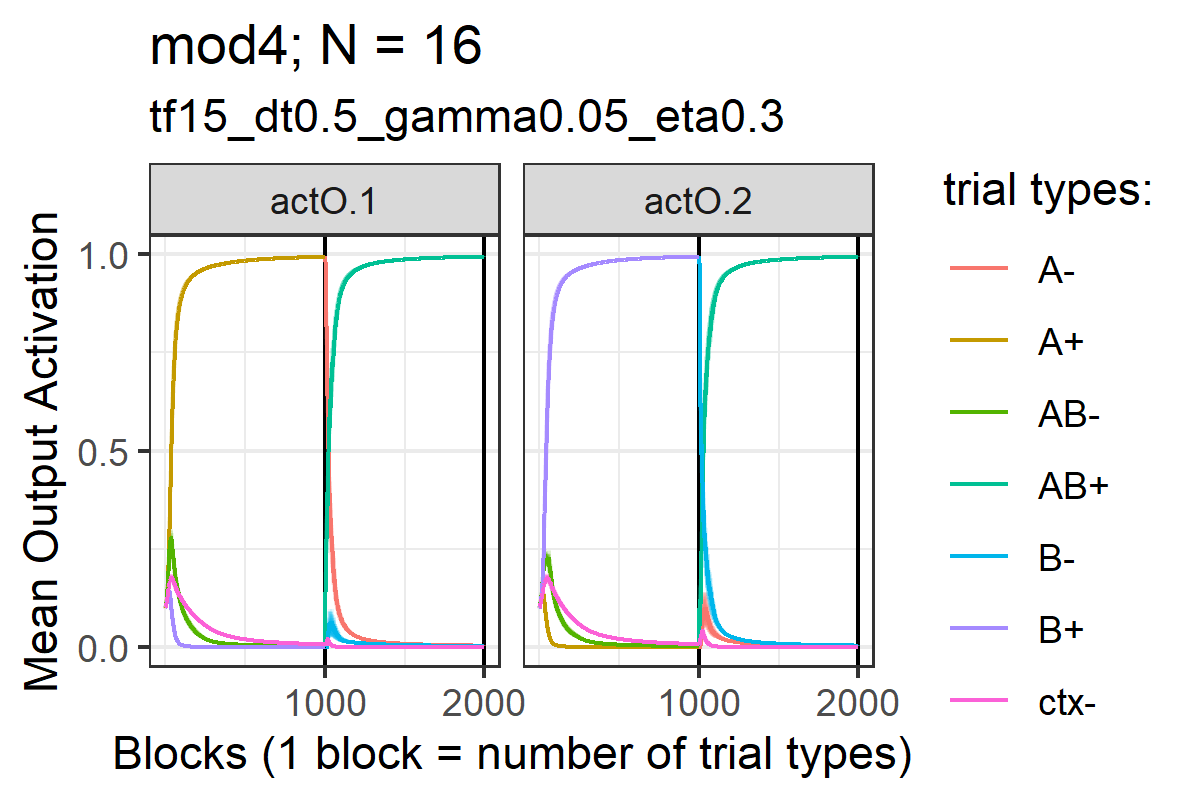 mod4; N = 16
tf15_dt0.5_gamma0.05_eta0.3
actO.1
actO.2
Mean Output Activation
1.0
0.5
0.0
1000
2000
1000
2000
Blocks (1 block = number of trial types)
trial types:
A-
A+
AB-
AB+
B-
B+
ctx-